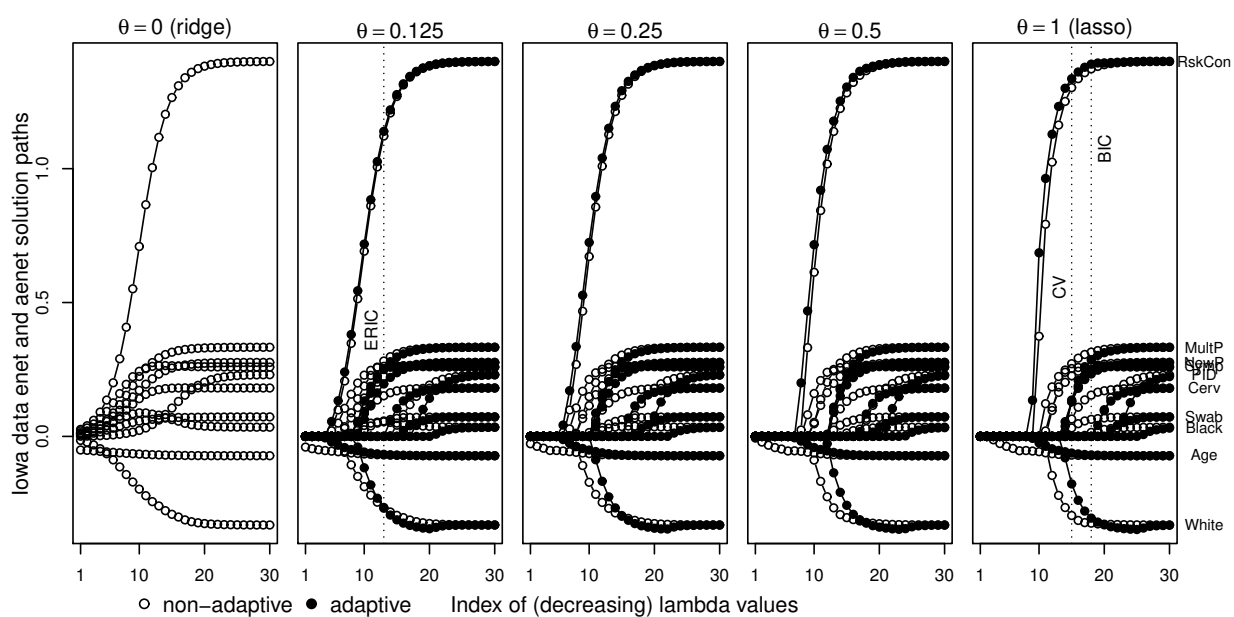 θ = 0 (ridge)
θ = 0.125
θ = 0.25
θ = 0.5
θ = 1 (lasso)
Iowa data enet and aenet solution paths
0.0
0.5
1.0
ERIC
CV
BIC
RskCon
MultP
NewP
PID
Cerv
Swab
Black
Age
White
1 10 20 30
1 10 20 30
1 10 20 30
1 10 20 30
1 10 20 30
non−adaptive adaptive Index of (decreasing) lambda values